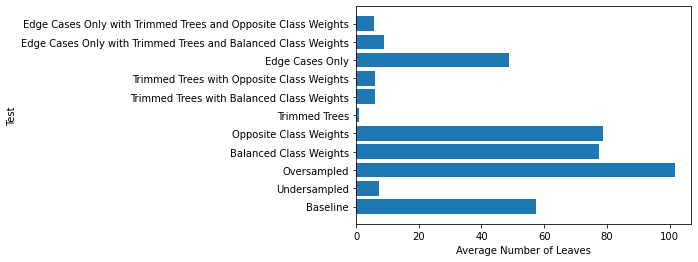 Edge Cases Only with Trimmed Trees and Opposite Class Weights
Edge Cases Only with Trimmed Trees and Balanced Class Weights
Edge Cases Only
Trimmed Trees with Opposite Class Weights
Trimmed Trees with Balanced Class Weights
Trimmed Trees
Opposite Class Weights
Balanced Class Weights
Oversampled
Undersampled
Baseline
Test
0 20 40 60 80 100
Average Number of Leaves